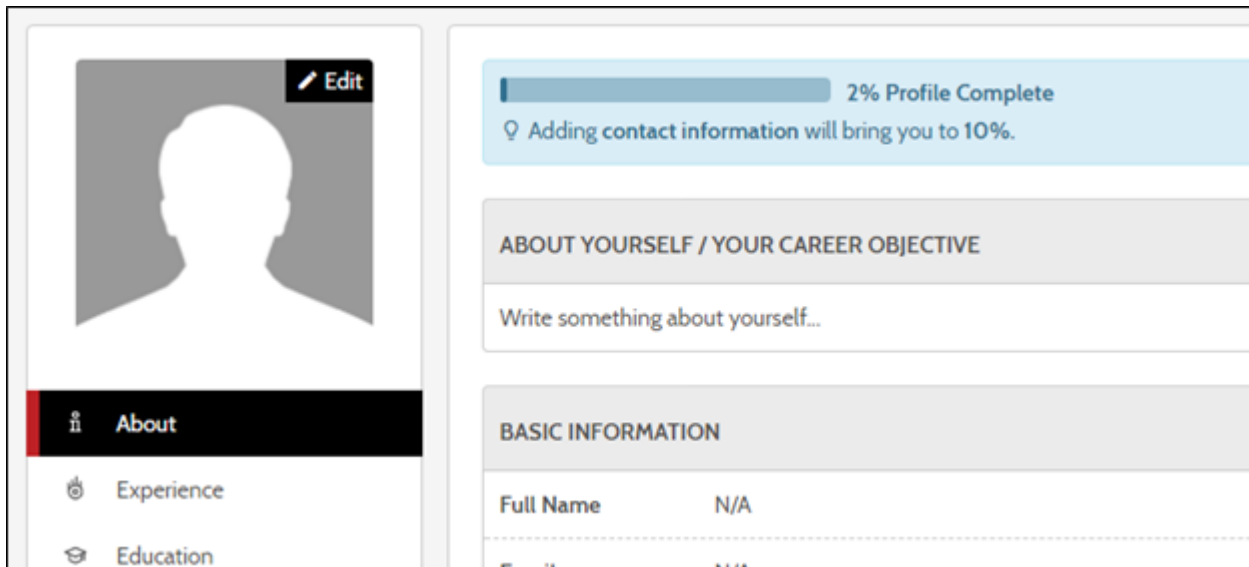 Edit
2% Profile Complete
Adding contact information will bring you to 10%.
ABOUT YOURSELF / YOUR CAREER OBJECTIVE
Write something about yourself...
About
BASIC INFORMATION
Experience
Full Name N/A
Education